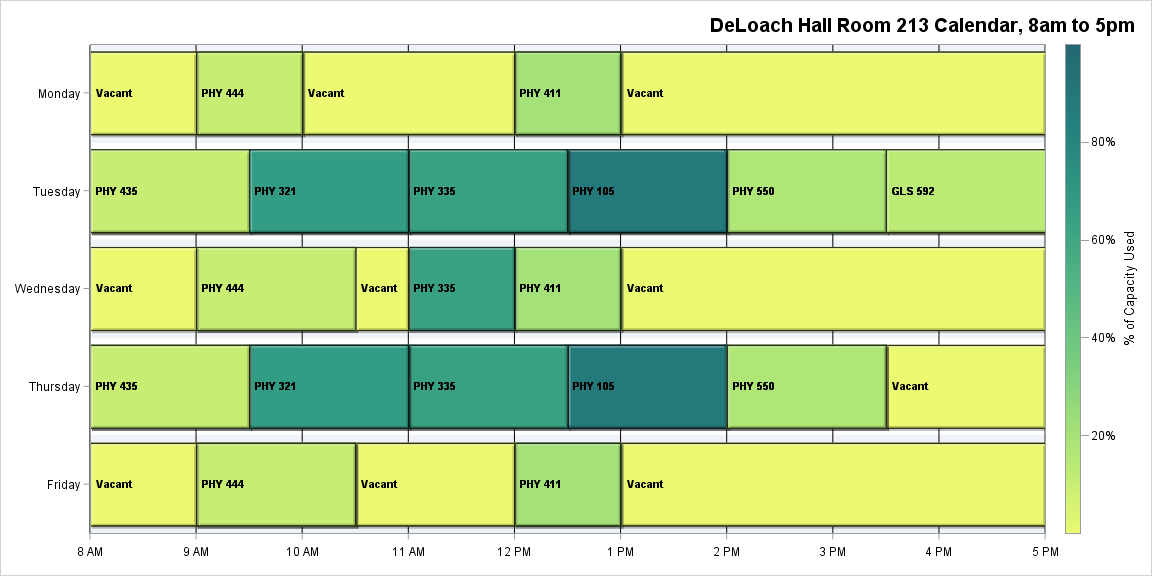 DeLoach Hall Room 213 Calendar, 8am to 5pm
Monday
Vacant
PHY 444
Vacant
PHY 411
Vacant
Tuesday
PHY 435
PHY 321
PHY 335
PHY 105
PHY 550
GLS 592
Wednesday
Vacant
PHY 444
Vacant
PHY 335
PHY 411
Vacant
Thursday
PHY 435
PHY 321
PHY 335
PHY 105
PHY 550
Vacant
Friday
Vacant
PHY 444
Vacant
PHY 411
Vacant
8 AM
9 AM
10 AM
11 AM
12 PM
1 PM
2 PM
3 PM
4 PM
5 PM
80%
60%
40%
20%
% of Capacity Used